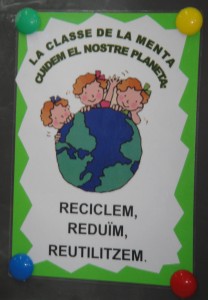 LA CLASSE DE LA MENTA
CUIDEM EL NOSTRE PLANETA:
RECICLEM,
REDUÏM,
REUTILITZEM.